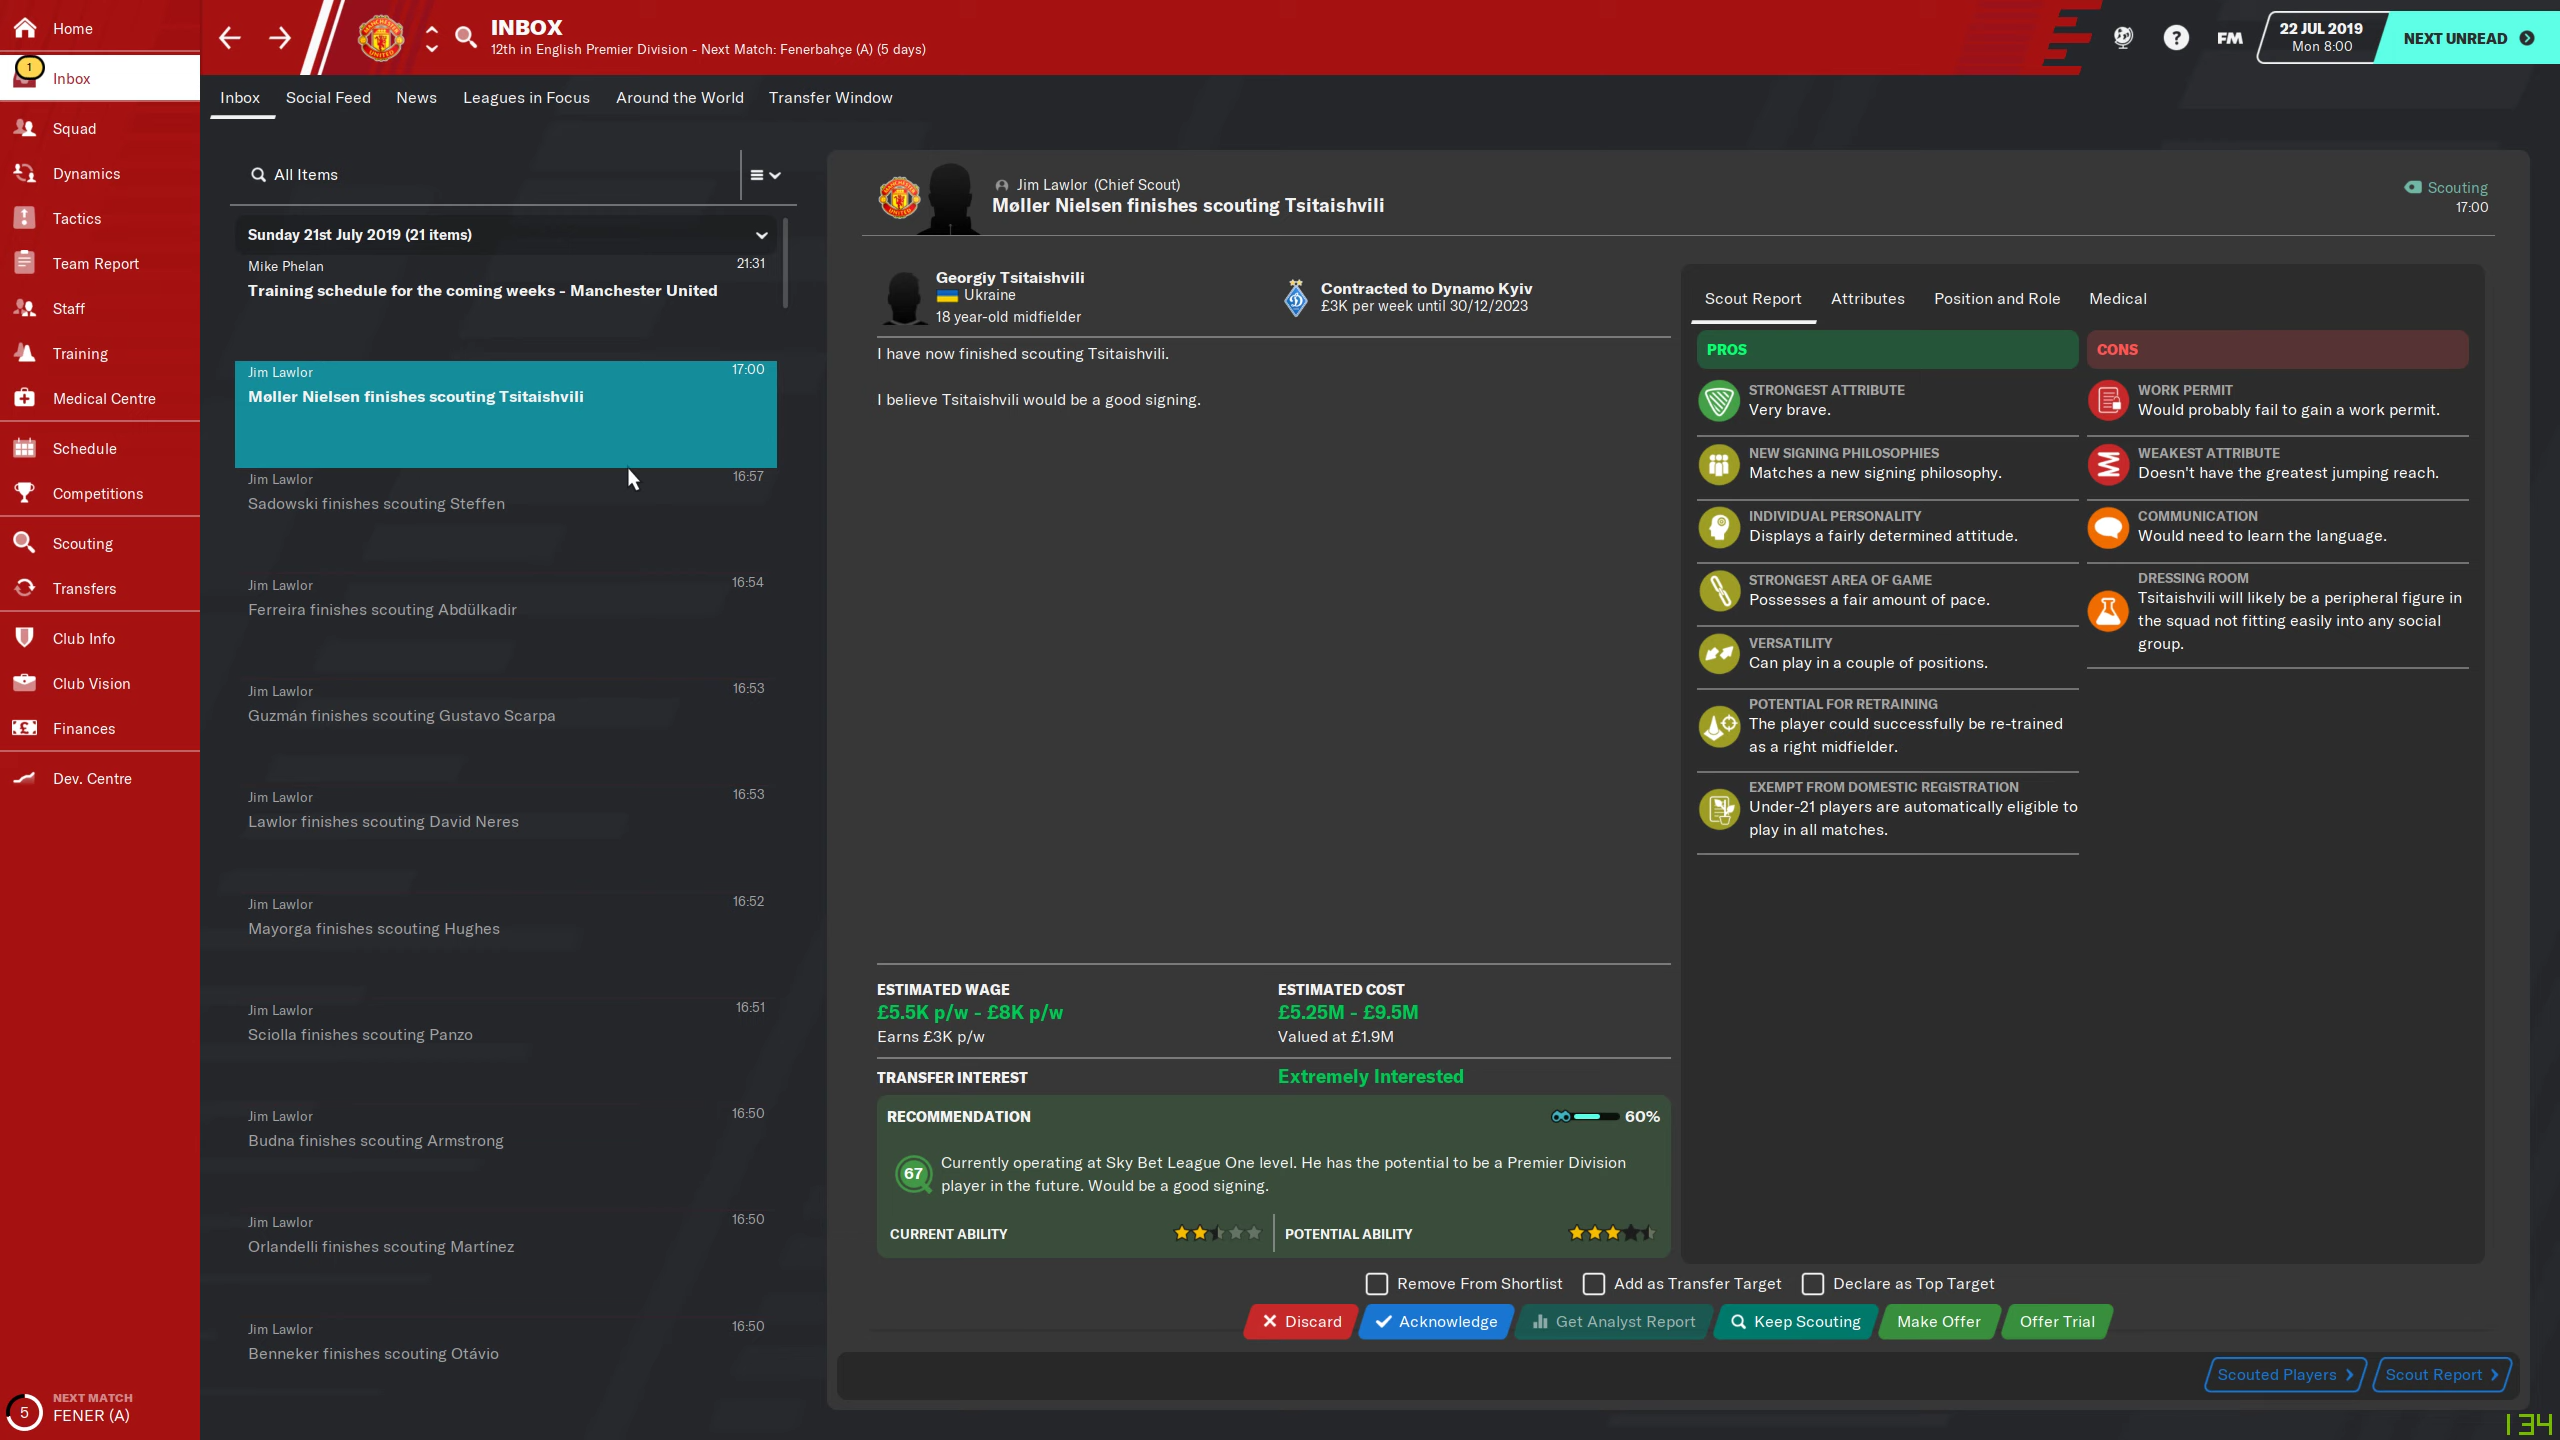 Home
1
Inbox
Squad
Dynamics
Tactics
Team Report
Staff
Training
Medical Centre
Schedule
Competitions
Scouting
Transfers
Club Info
Club Vision
Finances
Dev. Centre
5
NEXT MATCH
FENER (A)
INBOX
12th in English Premier Division - Next Match: Fenerbahçe (A) (5 days)
?
FM
22 JUL 2019
Mon 8:00
NEXT UNREAD
Inbox
Social Feed
News
Leagues in Focus
Around the World
Transfer Window
All Items
Sunday 21st July 2019 (21 items)
Mike Phelan
21:31
Training schedule for the coming weeks - Manchester United
Jim Lawlor
17:00
Møller Nielsen finishes scouting Tsitaishvili
Jim Lawlor
16:57
Sadowski finishes scouting Steffen
Jim Lawlor
16:54
Ferreira finishes scouting Abdülkadir
Jim Lawlor
16:53
Guzmán finishes scouting Gustavo Scarpa
Jim Lawlor
16:53
Lawlor finishes scouting David Neres
Jim Lawlor
16:52
Mayorga finishes scouting Hughes
Jim Lawlor
16:51
Sciolla finishes scouting Panzo
Jim Lawlor
16:50
Budna finishes scouting Armstrong
Jim Lawlor
16:50
Orlandelli finishes scouting Martínez
Jim Lawlor
16:50
Benneker finishes scouting Otávio
Jim Lawlor (Chief Scout)
Møller Nielsen finishes scouting Tsitaishvili
Scouting
17:00
Georgiy Tsitaishvili
Ukraine
18 year-old midfielder
Contracted to Dynamo Kyiv
£3K per week until 30/12/2023
I have now finished scouting Tsitaishvili.
I believe Tsitaishvili would be a good signing.
ESTIMATED WAGE
£5.5K p/w - £8K p/w
Earns £3K p/w
ESTIMATED COST
£5.25M - £9.5M
Valued at £1.9M
TRANSFER INTEREST
Extremely Interested
RECOMMENDATION
60%
67
Currently operating at Sky Bet League One level. He has the potential to be a Premier Division
player in the future. Would be a good signing.
CURRENT ABILITY
POTENTIAL ABILITY
Scout Report
Attributes
Position and Role
Medical
PROS
STRONGEST ATTRIBUTE
Very brave.
NEW SIGNING PHILOSOPHIES
Matches a new signing philosophy.
INDIVIDUAL PERSONALITY
Displays a fairly determined attitude.
STRONGEST AREA OF GAME
Possesses a fair amount of pace.
VERSATILITY
Can play in a couple of positions.
POTENTIAL FOR RETRAINING
The player could successfully be re-trained
as a right midfielder.
EXEMPT FROM DOMESTIC REGISTRATION
Under-21 players are automatically eligible to
play in all matches.
CONS
WORK PERMIT
Would probably fail to gain a work permit.
WEAKEST ATTRIBUTE
Doesn't have the greatest jumping reach.
COMMUNICATION
Would need to learn the language.
DRESSING ROOM
Tsitaishvili will likely be a peripheral figure in
the squad not fitting easily into any social
group.
Remove From Shortlist
Add as Transfer Target
Declare as Top Target
Discard
Acknowledge
Get Analyst Report
Keep Scouting
Make Offer
Offer Trial
Scouted Players
Scout Report
134